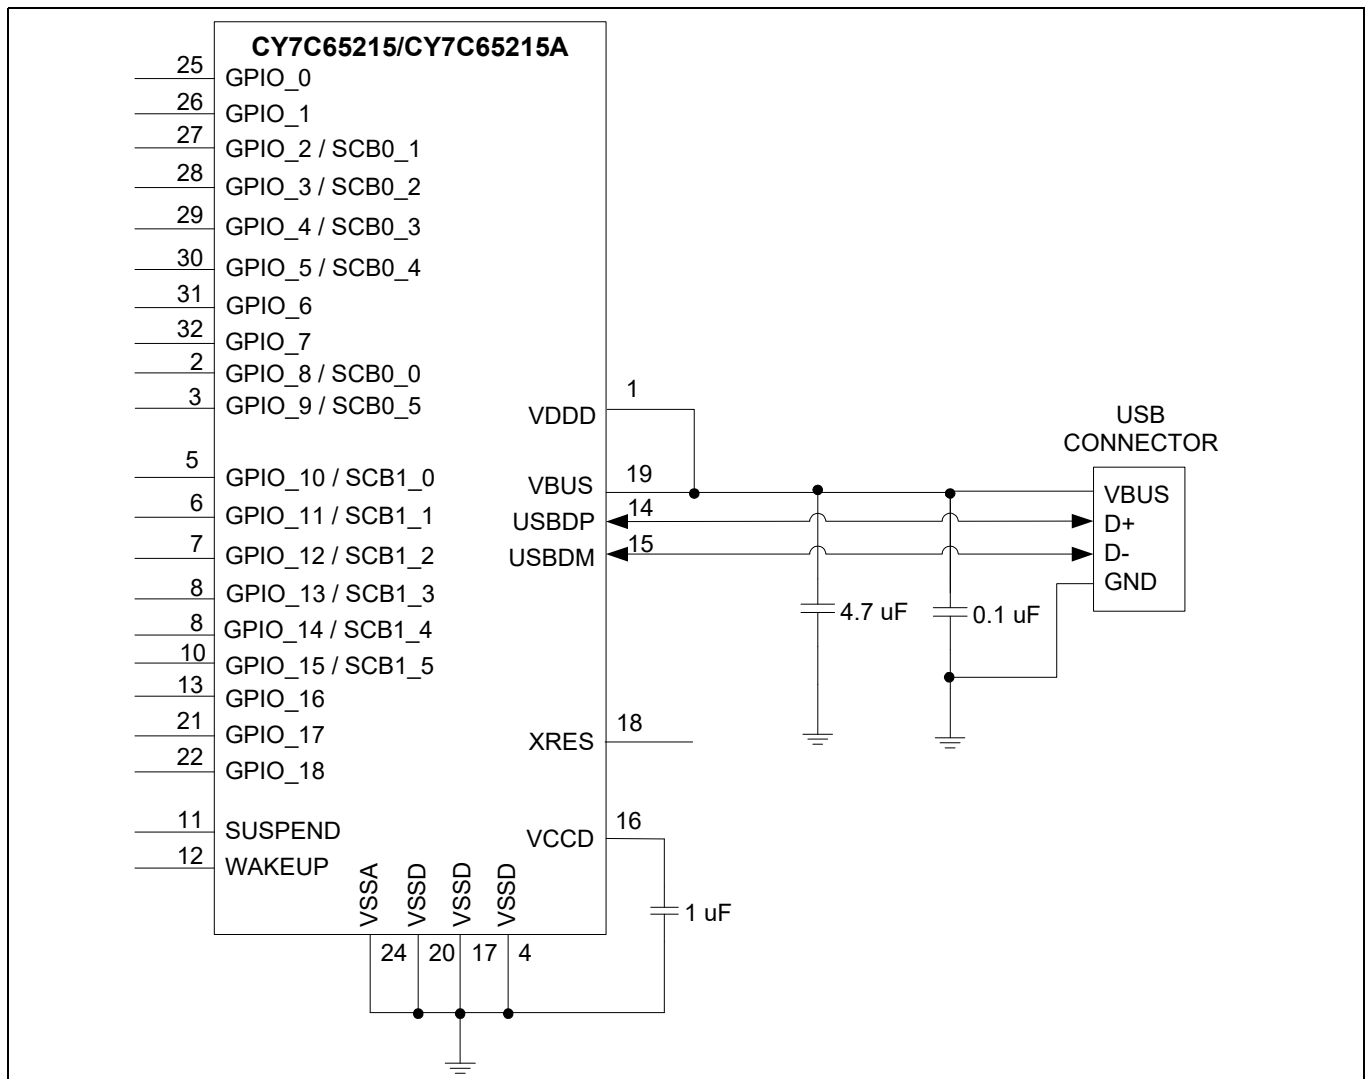 CY7C65215/CY7C65215A
25
GPIO_0
26
GPIO_1
27
GPIO_2 / SCB0_1
28
GPIO_3 / SCB0_2
29
GPIO_4 / SCB0_3
30
GPIO_5 / SCB0_4
31
GPIO_6
32
GPIO_7
2
GPIO_8 / SCB0_0
3
GPIO_9 / SCB0_5
5
GPIO_10 / SCB1_0
6
GPIO_11 / SCB1_1
7
GPIO_12 / SCB1_2
8
GPIO_13 / SCB1_3
8
GPIO_14 / SCB1_4
10
GPIO_15 / SCB1_5
13
GPIO_16
21
GPIO_17
22
GPIO_18
11
SUSPEND
12
WAKEUP
VDDD
1
VBUS
19
USBDP
14
USBDM
15
XRES
18
VCCD
16
VSSA
VSSD
VSSD
VSSD
24
20
17
4
1 uF
4.7 uF
0.1 uF
USB
CONNECTOR
VBUS
D+
D-
GND